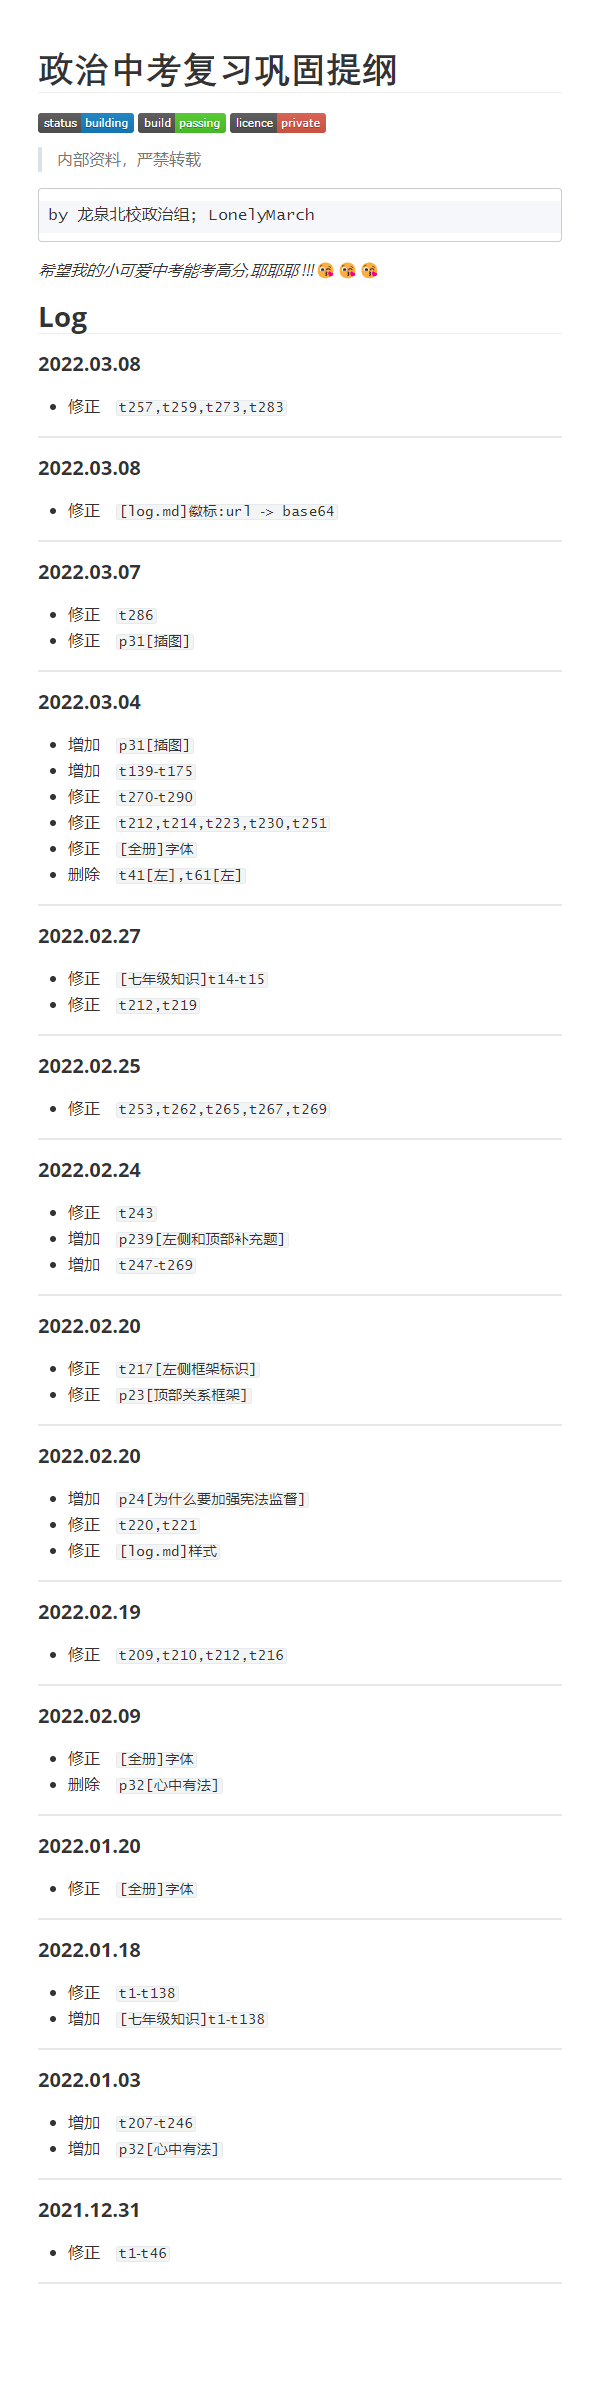 政治中考复习巩固提纲
status building build passing licence private
内部资料，严禁转载
by 龙泉北校政治组; LonelyMarch
希望我的小可爱中考能考高分,耶耶耶!!!😘 😘 😘
Log
2022.03.08
修正 t257,t259,t273,t283
2022.03.08
修正 [log.md]徽标:url -> base64
2022.03.07
修正 t286
修正 p31[插图]
2022.03.04
增加 p31[插图]
增加 t139-t175
修正 t270-t290
修正 t212,t214,t223,t230,t251
修正 [全册]字体
删除 t41[左],t61[左]
2022.02.27
修正 [七年级知识]t14-t15
修正 t212,t219
2022.02.25
修正 t253,t262,t265,t267,t269
2022.02.24
修正 t243
增加 p239[左侧和顶部补充题]
增加 t247-t269
2022.02.20
修正 t217[左侧框架标识]
修正 p23[顶部关系框架]
2022.02.20
增加 p24[为什么要加强宪法监督]
修正 t220,t221
修正 [log.md]样式
2022.02.19
修正 t209,t210,t212,t216
2022.02.09
修正 [全册]字体
删除 p32[心中有法]
2022.01.20
修正 [全册]字体
2022.01.18
修正 t1-t138
增加 [七年级知识]t1-t138
2022.01.03
增加 t207-t246
增加 p32[心中有法]
2021.12.31
修正 t1-t46